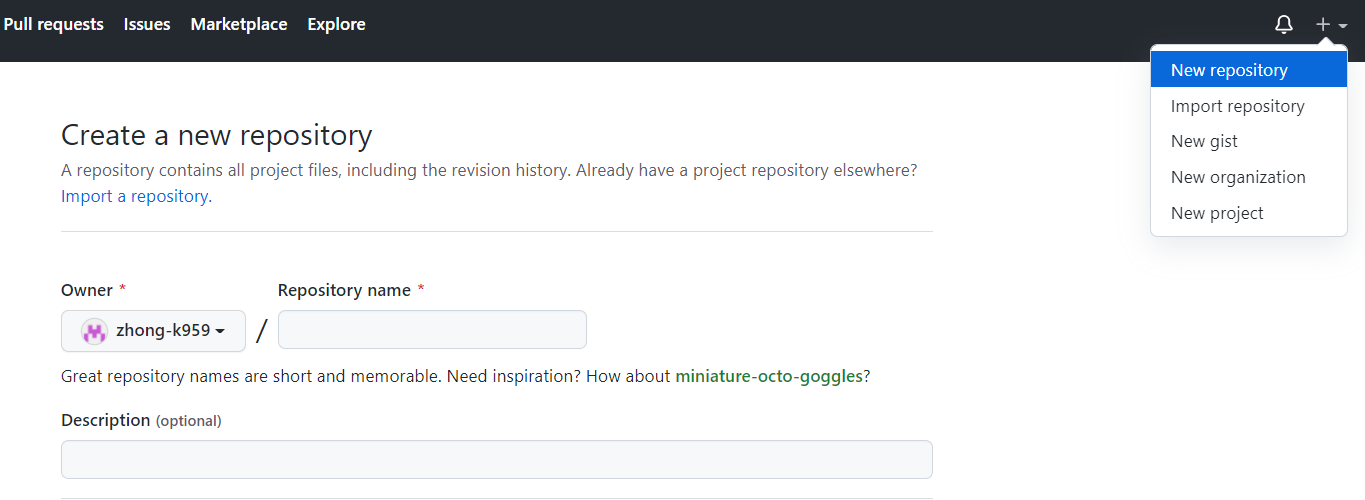 Pull requests Issues Marketplace Explore
New repository
Import repository
New gist
New organization
New project
Create a new repository
A repository contains all project files, including the revision history. Already have a project repository elsewhere?
Import a repository.
Owner * Repository name *
zhong-k959 /
Great repository names are short and memorable. Need inspiration? How about miniature-octo-goggles?
Description (optional)